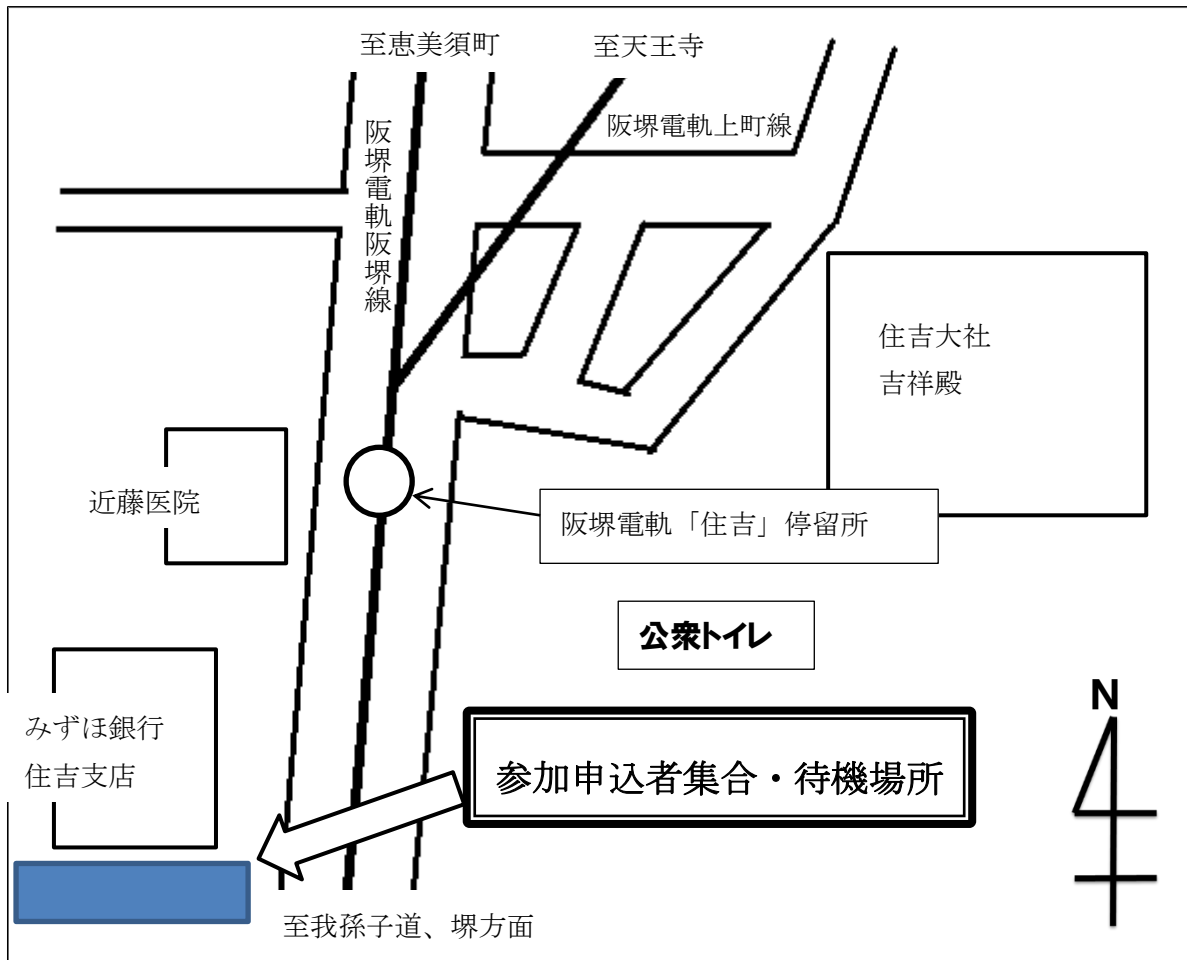 至恵美須町
至天王寺
阪堺電軌上町線
阪堺電軌阪堺線
住吉大社
吉祥殿
近藤医院
阪堺電軌「住吉」停留所
公衆トイレ
みずほ銀行
住吉支店
N
参加申込者集合・待機場所
至我孫子道、堺方面